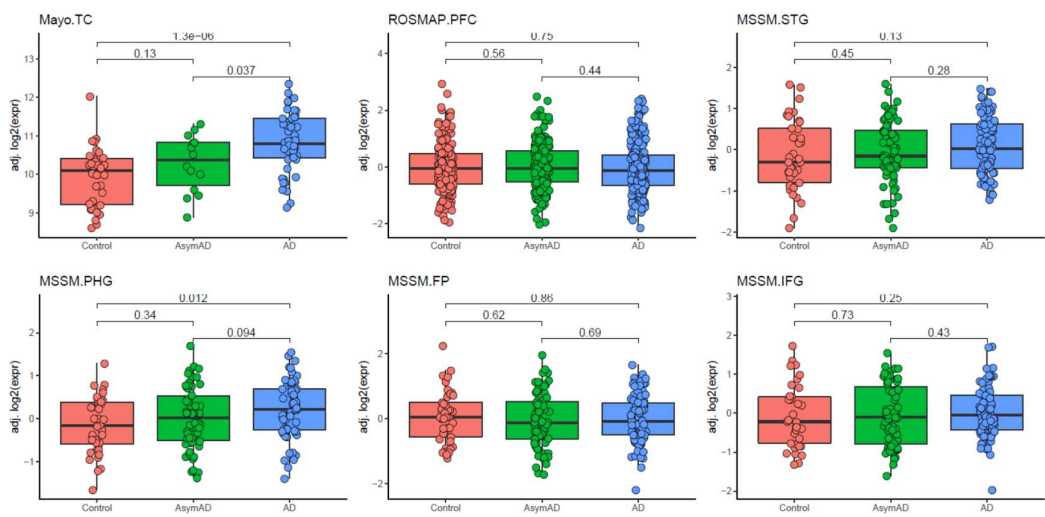 Mayo.TC
1.3e-06
0.13
0.037
adj. log2(expr)
13
12
11
10
9
Control
AsymAD
AD
ROSMAP.PFC
0.75
0.56
0.44
adj. log2(expr)
4
2
0
−2
Control
AsymAD
AD
MSSM.STG
0.13
0.45
0.28
adj. log2(expr)
2
1
0
−1
−2
Control
AsymAD
AD
MSSM.PHG
0.012
0.34
0.094
adj. log2(expr)
2
1
0
−1
Control
AsymAD
AD
MSSM.FP
0.86
0.62
0.69
adj. log2(expr)
2
0
−2
Control
AsymAD
AD
MSSM.IFG
0.25
0.73
0.43
adj. log2(expr)
3
2
1
0
−1
−2
Control
AsymAD
AD